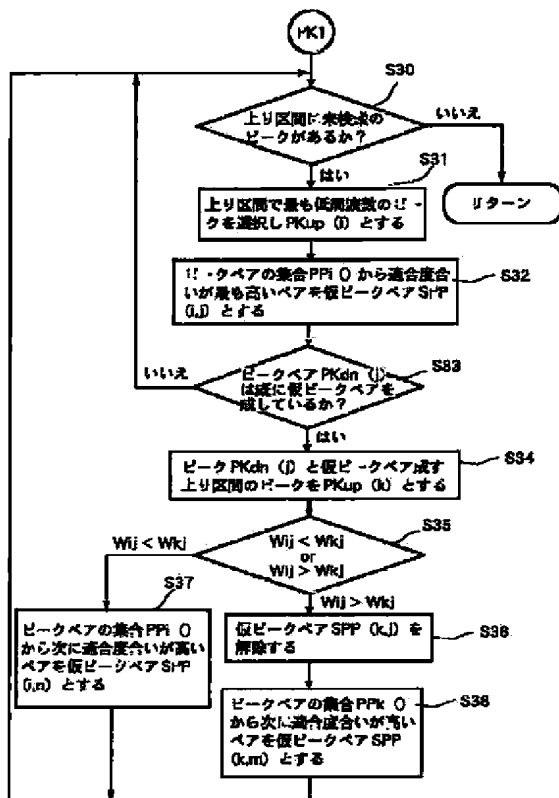 PK1
S30
上り区間に未検索の
ピークがあるか？
いいえ
はい
S31
リターン
上り区間で最も低周波数のピー
クを選択しPKup（i）とする
S32
ピークペアの集合PPi（）から適合度合
いが最も高いペアを仮ピークペアSPP
（i,j）とする
S33
いいえ
ピークペアPKdn（j）
は既に仮ピークペアを
成しているか？
はい
S34
ピークPKdn（j）と仮ピークペア成す
上り区間のピークをPKup（k）とする
S35
Wij < Wkj
Wij < Wkj
or
Wij > Wkj
S37
Wij > Wkj
ピークペアの集合PPi（）
から次に適合度合いが高い
ペアを仮ピークペアSPP
（i,n）とする
仮ピークペアSPP（k,j）を
解除する
S36
S38
ピークペアの集合PPk（）
から次に適合度合いが高い
ペアを仮ピークペアSPP
（k,m）とする